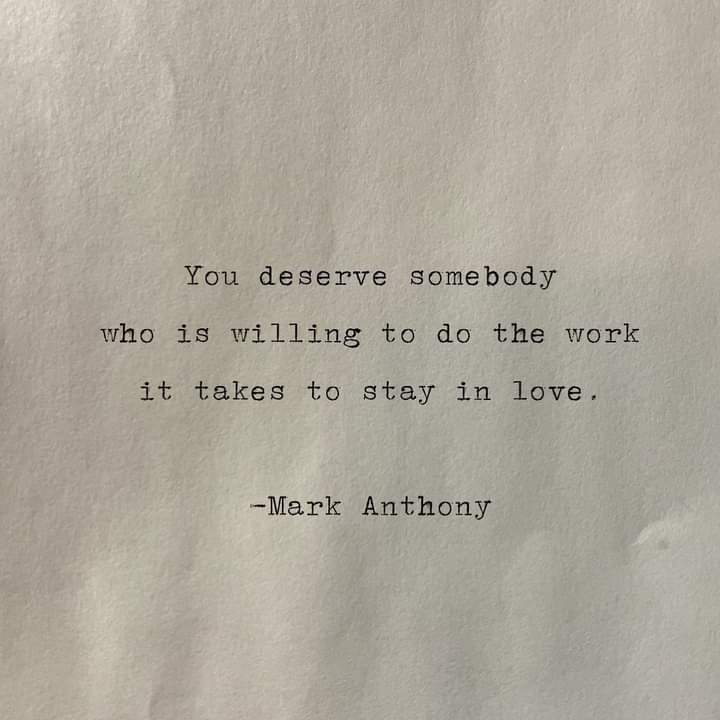 You deserve somebody
who is willing to do the work
it takes to stay in love.
-Mark Anthony